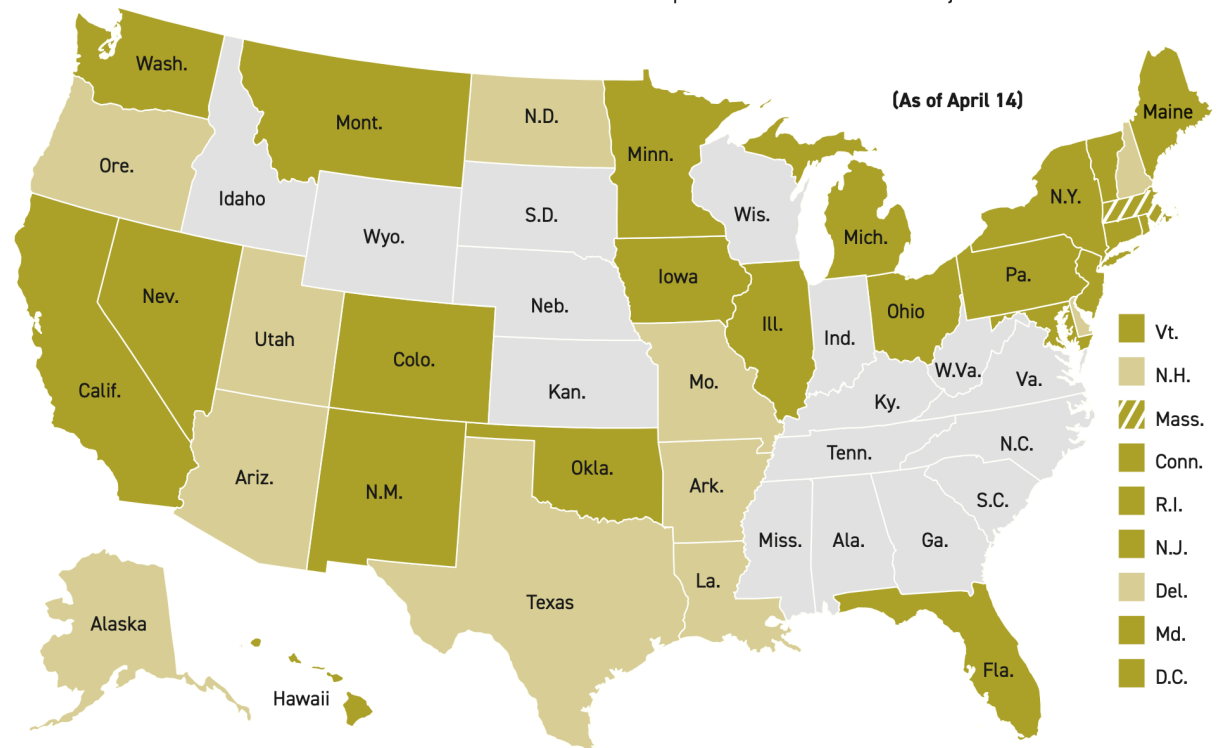 (As of April 14)
Wash.
Mont.
N.D.
Minn.
Maine
Ore.
Idaho
S.D.
Wis.
Mich.
N.Y.
Wyo.
Nev.
Iowa
Pa.
Neb.
Utah
Colo.
Ill.
Ind.
Ohio
Calif.
Kan.
Mo.
W.Va.
Va.
Ky.
Ariz.
N.M.
Okla.
Ark.
Tenn.
N.C.
S.C.
Miss.
Ala.
Ga.
La.
Texas
Alaska
Hawaii
Fla.
Vt.
N.H.
Mass.
Conn.
R.I.
N.J.
Del.
Md.
D.C.